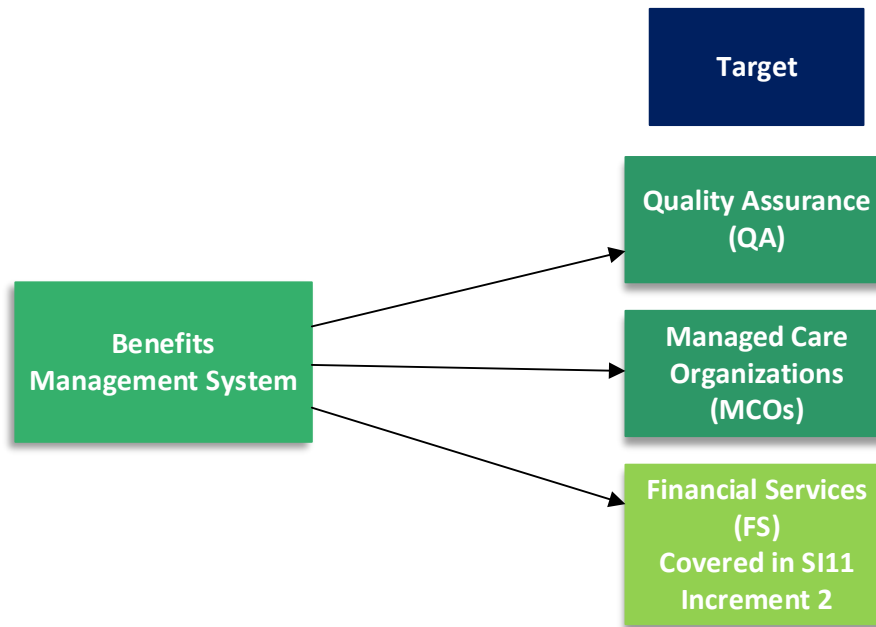 Target
Quality Assurance
(QA)
Benefits
Management System
Managed Care
Organizations
(MCOs)
Financial Services
(FS)
Covered in SI11
Increment 2